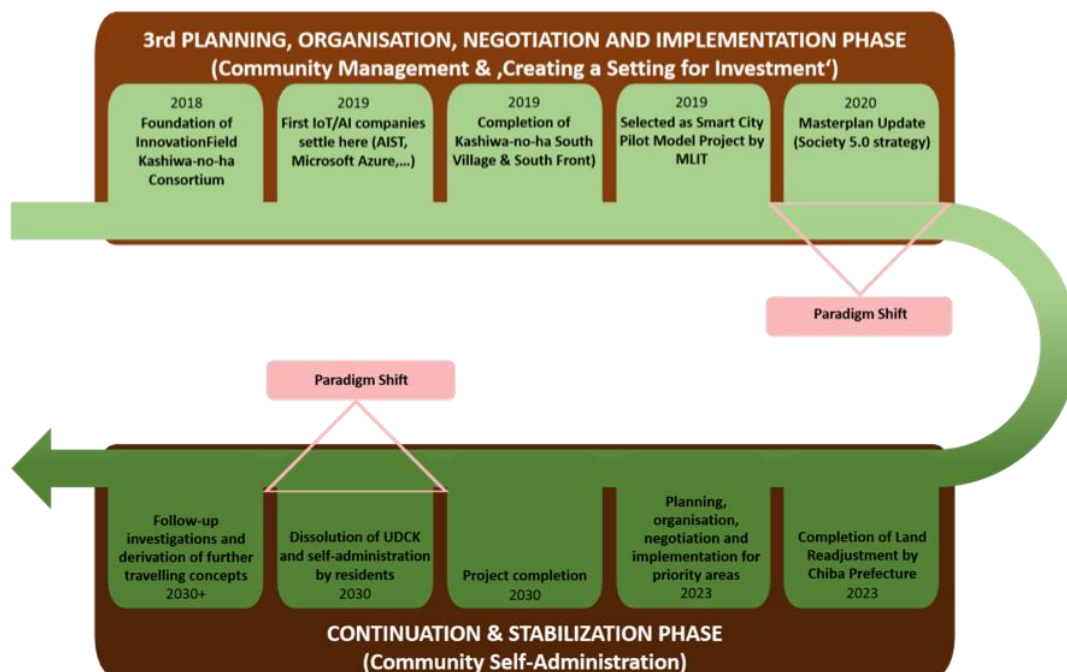 3rd PLANNING, ORGANISATION, NEGOTIATION AND IMPLEMENTATION PHASE
(Community Management & ‚Creating a Setting for Investment‘)
2018
Foundation of
InnovationField
Kashiwa-no-ha
Consortium
2019
First IoT/AI companies
settle here (AIST,
Microsoft Azure,...)
2019
Completion of
Kashiwa-no-ha South
Village & South Front)
2019
Selected as Smart City
Pilot Model Project by
MLIT
2020
Masterplan Update
(Society 5.0 strategy)
Paradigm Shift
Paradigm Shift
Follow-up
investigations and
derivation of further
travelling concepts
2030+
Dissolution of UDCK
and self-administration
by residents
2030
Project completion
2030
Planning,
organisation,
negotiation and
implementation for
priority areas
2023
Completion of Land
Readjustment by
Chiba Prefecture
2023
CONTINUATION & STABILIZATION PHASE
(Community Self-Administration)